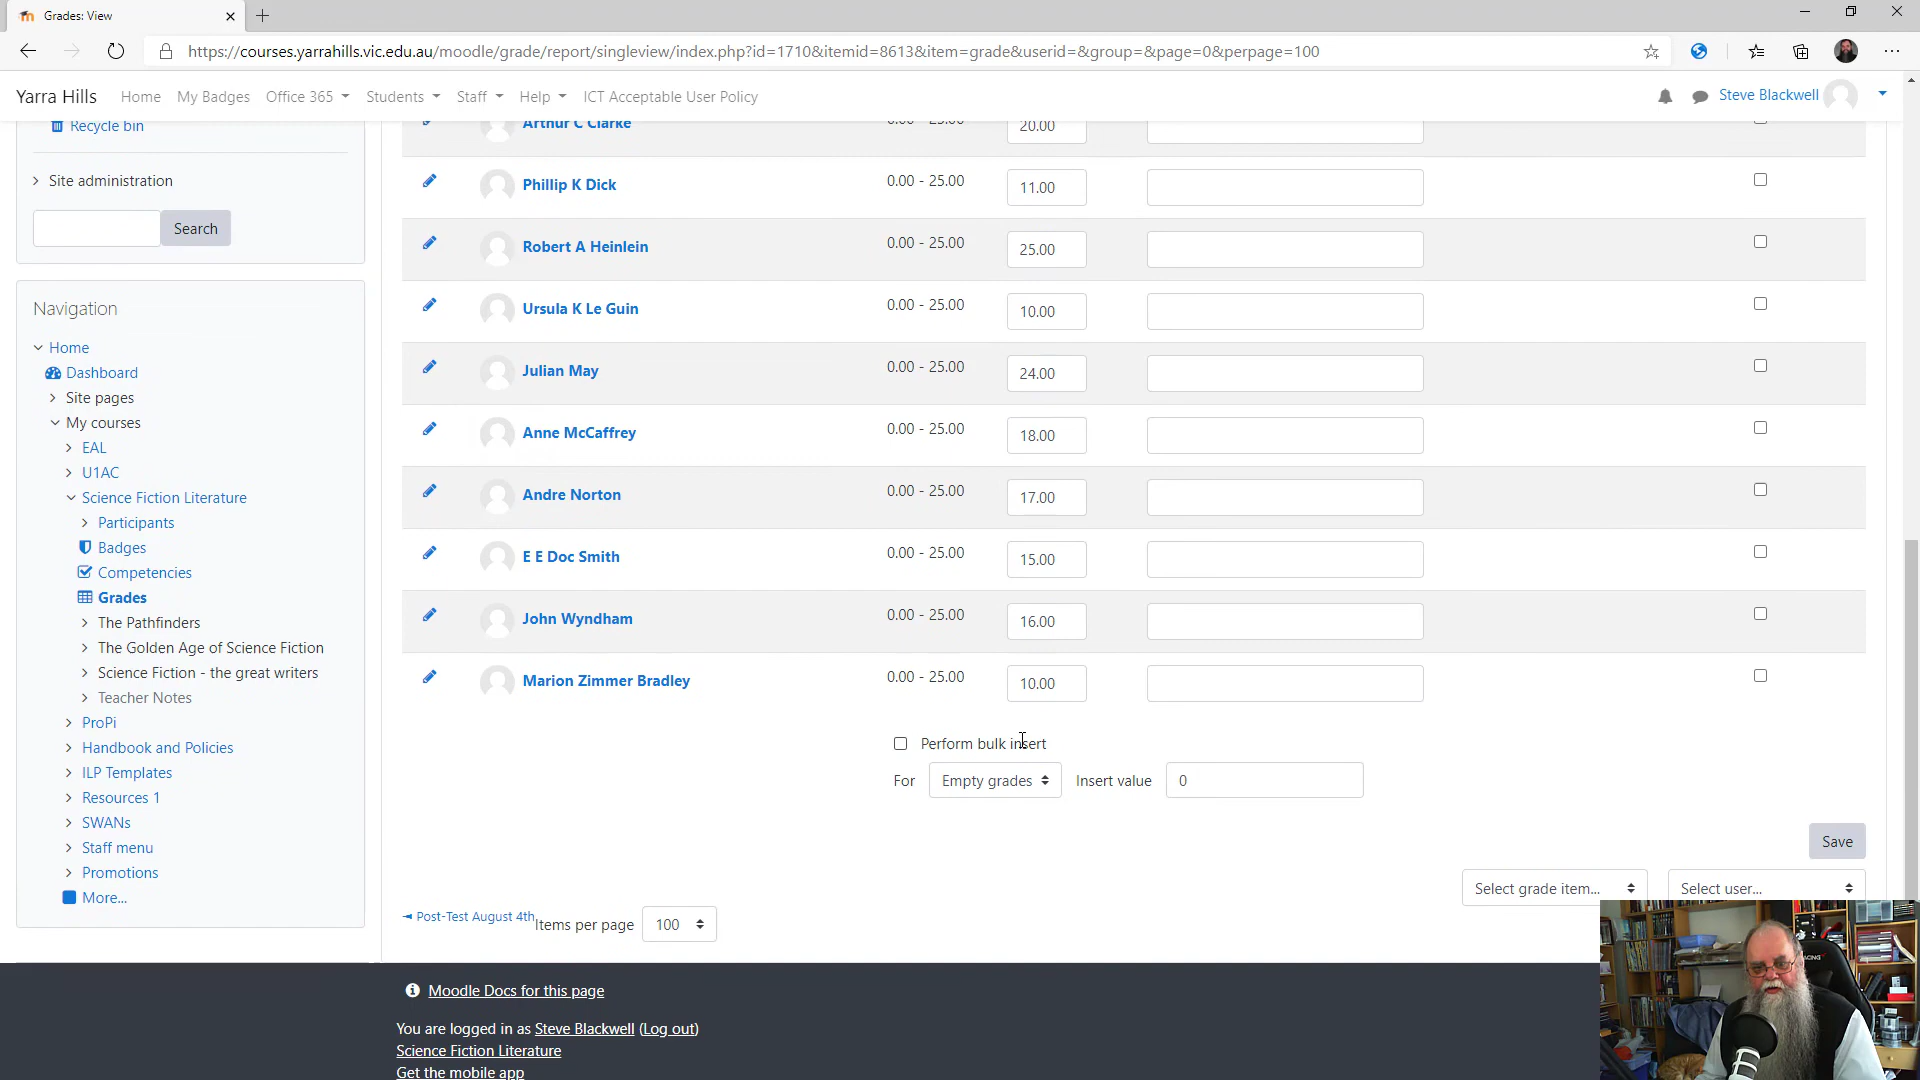 Grades: View
https://courses.yarrahills.vic.edu.au/moodle/grade/report/singleview/index.php?id=1710&itemid=8613&item=grade&userid=&group=&page=0&perpage=100
Yarra Hills Home My Badges Office 365 Students Staff Help ICT Acceptable User Policy Steve Blackwell
Recycle bin
Site administration
Search
Navigation
Home
Dashboard
Site pages
My courses
EAL
U1AC
Science Fiction Literature
Participants
Badges
Competencies
Grades
The Pathfinders
The Golden Age of Science Fiction
Science Fiction - the great writers
Teacher Notes
ProPi
Handbook and Policies
ILP Templates
Resources 1
SWANs
Staff menu
Promotions
More...
Arthur C Clarke 0.00 - 25.00 20.00
Phillip K Dick 0.00 - 25.00 11.00
Robert A Heinlein 0.00 - 25.00 25.00
Ursula K Le Guin 0.00 - 25.00 10.00
Julian May 0.00 - 25.00 24.00
Anne McCaffrey 0.00 - 25.00 18.00
Andre Norton 0.00 - 25.00 17.00
E E Doc Smith 0.00 - 25.00 15.00
John Wyndham 0.00 - 25.00 16.00
Marion Zimmer Bradley 0.00 - 25.00 10.00
Perform bulk insert
For Empty grades Insert value 0
Save
Select grade item... Select user...
◄ Post-Test August 4th Items per page 100
Moodle Docs for this page
You are logged in as Steve Blackwell (Log out)
Science Fiction Literature
Get the mobile app